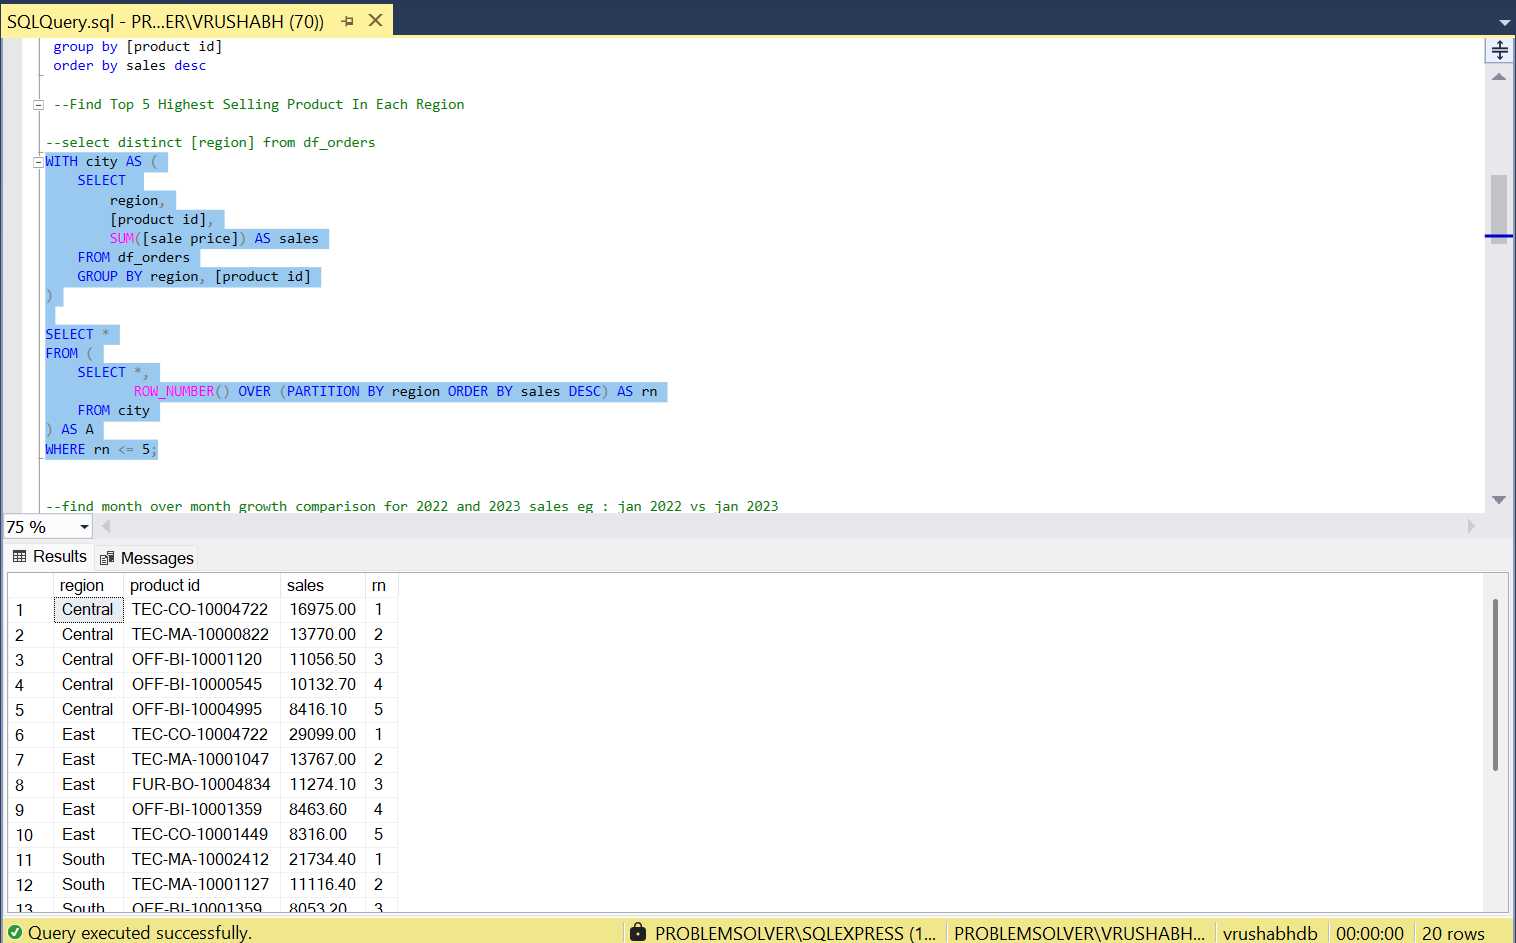 SQLQuery.sql - PR...ER\VRUSHABH (70))
group by [product id]
order by sales desc
--Find Top 5 Highest Selling Product In Each Region
--select distinct [region] from df_orders
WITH city AS (
SELECT
region,
[product id],
SUM([sale price]) AS sales
FROM df_orders
GROUP BY region, [product id]
)
SELECT *
FROM (
SELECT *,
ROW_NUMBER() OVER (PARTITION BY region ORDER BY sales DESC) AS rn
FROM city
) AS A
WHERE rn <= 5;
--find month over month growth comparison for 2022 and 2023 sales eg : jan 2022 vs jan 2023
75 %
Results Messages
region product id sales rn
1 Central TEC-CO-10004722 16975.00 1
2 Central TEC-MA-10000822 13770.00 2
3 Central OFF-BI-10001120 11056.50 3
4 Central OFF-BI-10000545 10132.70 4
5 Central OFF-BI-10004995 8416.10 5
6 East TEC-CO-10004722 29099.00 1
7 East TEC-MA-10001047 13767.00 2
8 East FUR-BO-10004834 11274.10 3
9 East OFF-BI-10001359 8463.60 4
10 East TEC-CO-10001449 8316.00 5
11 South TEC-MA-10002412 21734.40 1
12 South TEC-MA-10001127 11116.40 2
13 South OFF-BI-10001359 8053.20 3
Query executed successfully. PROBLEMSOLVER\SQLEXPRESS (1... PROBLEMSOLVER\VRUSHABH... vrushabhdb 00:00:00 20 rows